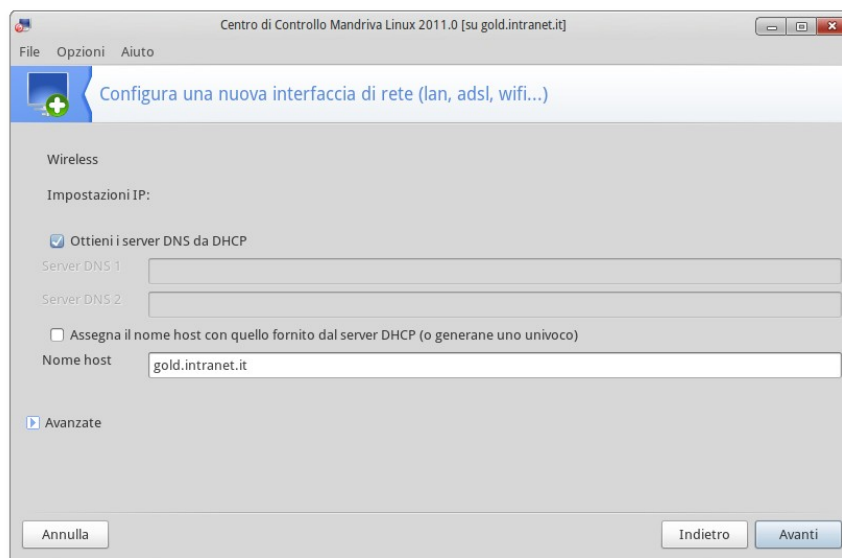 Centro di Controllo Mandriva Linux 2011.0 [su gold.intranet.it]
File Opzioni Aiuto
Configura una nuova interfaccia di rete (lan, adsl, wifi...)
Wireless
Impostazioni IP:
Ottieni i server DNS da DHCP
Server DNS 1
Server DNS 2
Assegna il nome host con quello fornito dal server DHCP (o generane uno univoco)
Nome host gold.intranet.it
Avanzate
Annulla Indietro Avanti